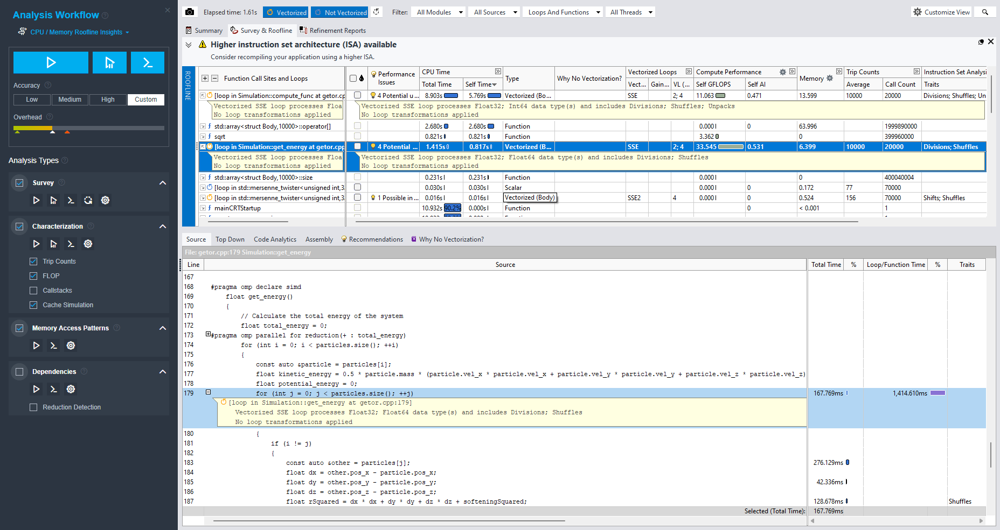 Analysis Workflow
CPU / Memory Roofline Insights
Accuracy
Low Medium High Custom
Overhead
Analysis Types
Survey
Characterization
Trip Counts
FLOP
Callstacks
Cache Simulation
Memory Access Patterns
Dependencies
Reduction Detection
Elapsed time: 1.61s Vectorized Not Vectorized Filter: All Modules All Sources Loops And Functions All Threads Customize View
Summary Survey & Roofline Refinement Reports
Higher instruction set architecture (ISA) available
Consider recompiling your application using a higher ISA.
ROOFLINE
Function Call Sites and Loops Performance Issues CPU Time Type Why No Vectorization? Vectorized Loops Compute Performance Memory Trip Counts Instruction Set Analysi
Total Time Self Time Vect... Gain... VL (... Self GFLOPS Self AI Average Call Count Traits
[loop in Simulation::compute_func at getor.cp 4 Potential u... 8.903s 5.769s Vectorized (Bo... SSE 2; 4 11.063 0.471 13.599 10000 20000 Divisions; Shuffles; Un
Vectorized SSE loop processes Floa Vectorized SSE loop processes Float32; Int64 data type(s) and includes Divisions; Shuffles; Unpacks
No loop transformations applied No loop transformations applied
f std::array<struct Body,10000>::operator[] 2.680s 2.680s Function 0.000 0 63.996 1999890000
f sqrt 0.821s 0.821s Function 3.362 0 399960000
[loop in Simulation::get_energy at getor.cpp 4 Potential ... 1.415s 0.817s Vectorized (B... SSE 2; 4 33.545 0.531 6.399 10000 20000 Divisions; Shuffles
Vectorized SSE loop processes Floa Vectorized SSE loop processes Float32; Float64 data type(s) and includes Divisions; Shuffles
No loop transformations applied No loop transformations applied
f std::array<struct Body,10000>::size 0.231s 0.231s Function 0.000 0 400040004
[loop in std::mersenne_twister<unsigned int,3 0.030s 0.030s Scalar 0.000 0 0.172 77 70000
[loop in std::mersenne_twister<unsigned int,3 1 Possible in... 0.016s 0.016s Vectorized (Body) SSE2 4 0.000 0 0.524 156 70000 Shifts; Shuffles
f mainCRTStartup 10.932s 90.2% 0.000s Function 0 < 0.001 1
Source Top Down Code Analytics Assembly Recommendations Why No Vectorization?
File: getor.cpp:179 Simulation::get_energy
Line Source Total Time % Loop/Function Time % Traits
167
168 #pragma omp declare simd
169 float get_energy()
170 {
171 // Calculate the total energy of the system
172 float total_energy = 0;
173 #pragma omp parallel for reduction(+ : total_energy)
174 for (int i = 0; i < particles.size(); ++i)
175 {
176 const auto &particle = particles[i];
177 float kinetic_energy = 0.5 * particle.mass * (particle.vel_x * particle.vel_x + particle.vel_y * particle.vel_y + particle.vel_z * particle.vel_z)
178 float potential_energy = 0;
179 for (int j = 0; j < particles.size(); ++j) 167.769ms 1,414.610ms
[loop in Simulation::get_energy at getor.cpp:179]
Vectorized SSE loop processes Float32; Float64 data type(s) and includes Divisions; Shuffles
No loop transformations applied
180 {
181 if (i != j)
182 {
183 const auto &other = particles[j]; 276.129ms
184 float dx = other.pos_x - particle.pos_x;
185 float dy = other.pos_y - particle.pos_y; 42.336ms
186 float dz = other.pos_z - particle.pos_z;
187 float rSquared = dx * dx + dy * dy + dz * dz + softeningSquared; 128.678ms Shuffles
Selected (Total Time): 167.769ms